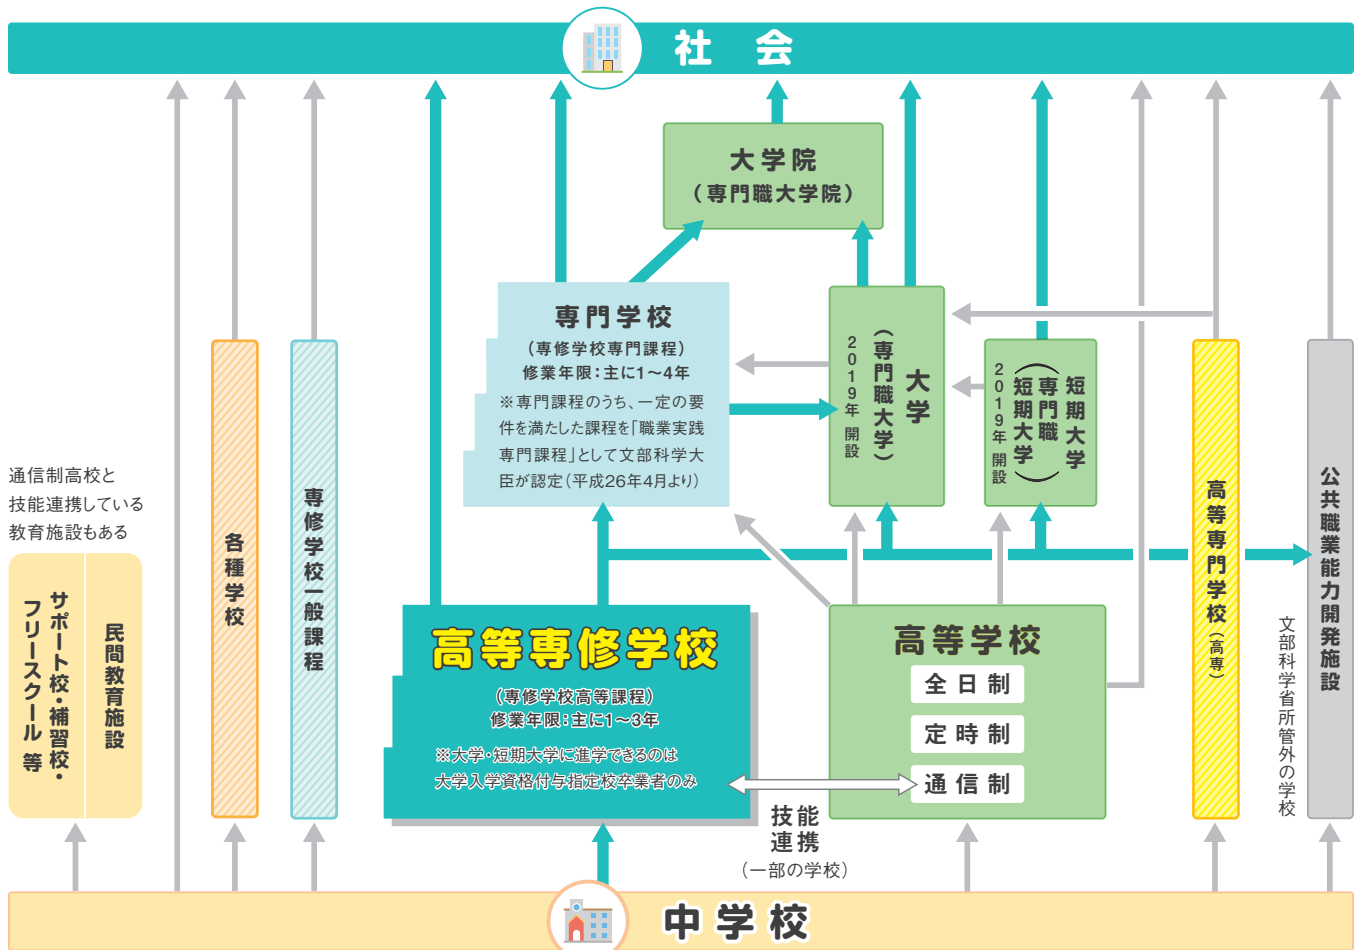 社 会
大学院
（専門職大学院）
専門学校
（専修学校専門課程）
修業年限：主に1〜4年
※専門課程のうち、一定の要
件を満たした課程を「職業実践
専門課程」として文部科学大
臣が認定（平成26年4月より）
大学
（専門職大学）
2019年 開設
短期大学
（専門職
短期大学）
2019年 開設
通信制高校と
技能連携している
教育施設もある
民間教育施設
サポート校・補習校・
フリースクール 等
各種学校
専修学校一般課程
高等専修学校
（専修学校高等課程）
修業年限：主に1〜3年
※大学・短期大学に進学できるのは
大学入学資格付与指定校卒業者のみ
高等学校
全日制
定時制
通信制
技能
連携
（一部の学校）
高等専門学校（高専）
公共職業能力開発施設
文部科学省所管外の学校
中学校